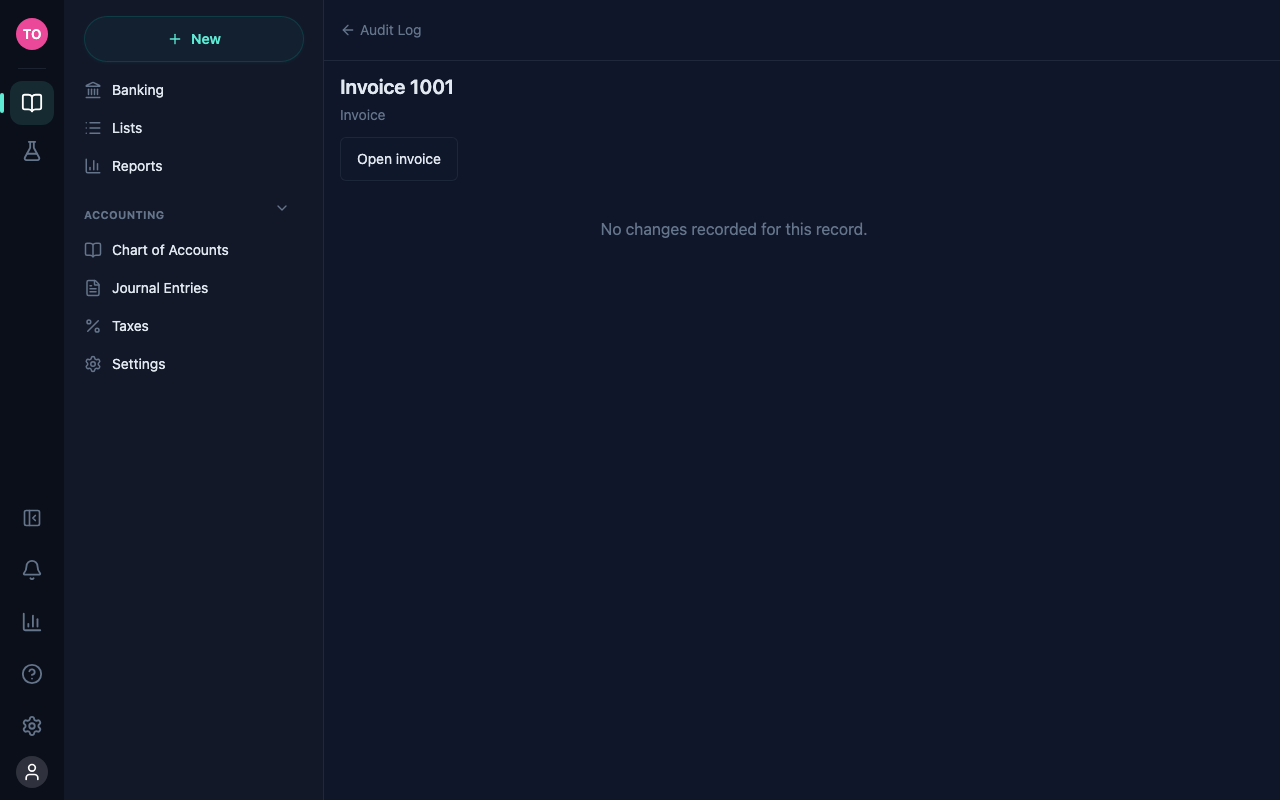 TO
New
Banking
Lists
Reports
ACCOUNTING
Chart of Accounts
Journal Entries
Taxes
Settings
Audit Log
Invoice 1001
Invoice
Open invoice
No changes recorded for this record.